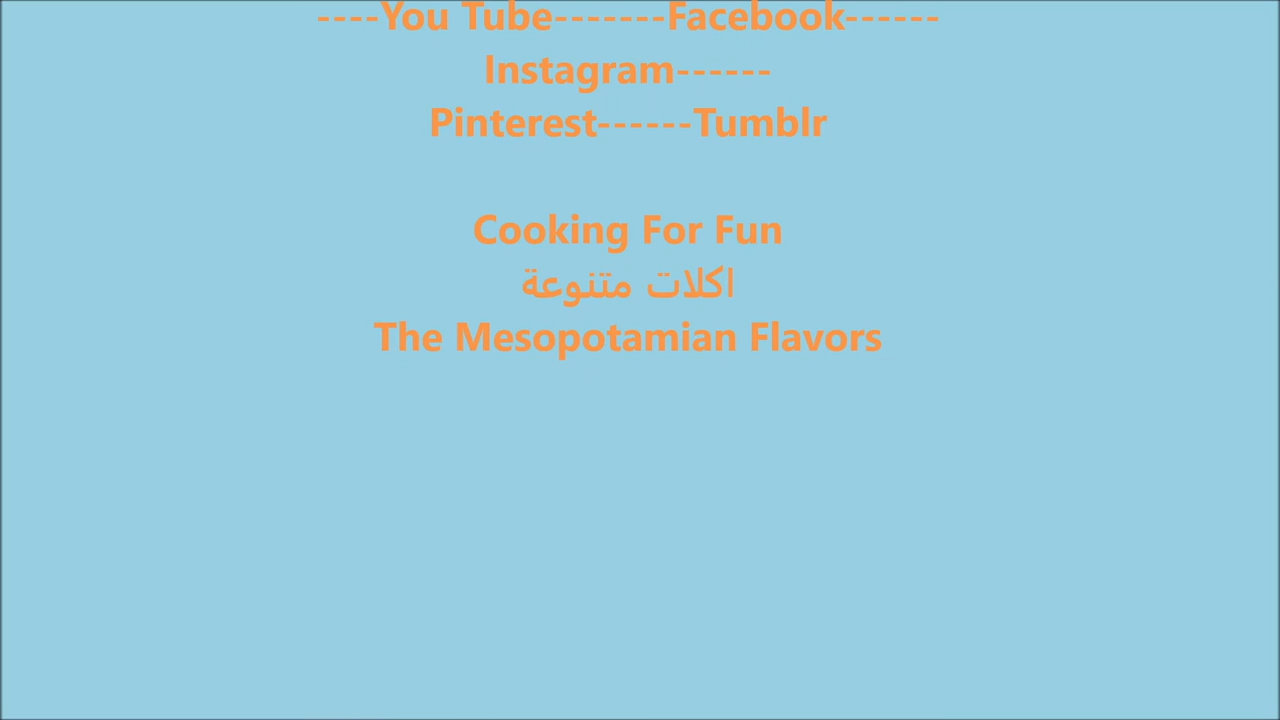 ----You Tube-------Facebook------
Instagram------
Pinterest------Tumblr
Cooking For Fun
اكلات متنوعة
The Mesopotamian Flavors